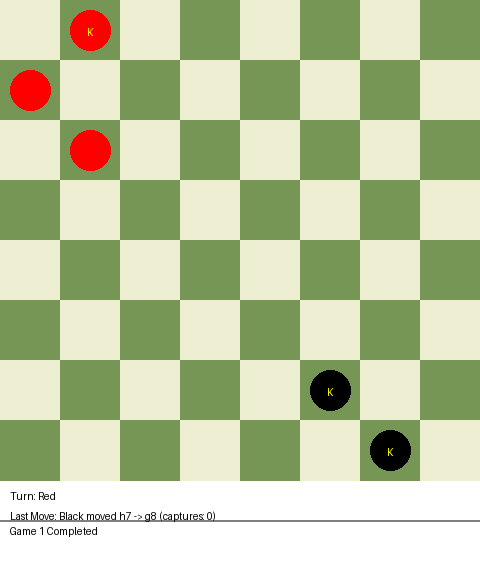 K
K
K
Turn: Red
Last Move: Black moved h7 -> g8 (captures: 0)
Game 1 Completed